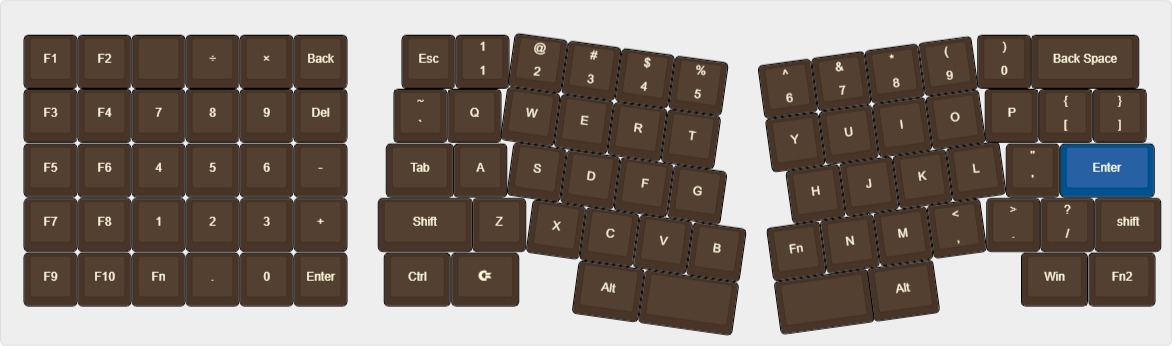 F1 F2 ÷ × Back
F3 F4 7 8 9 Del
F5 F6 4 5 6 -
F7 F8 1 2 3 +
F9 F10 Fn . 0 Enter
Esc ! 1 @ 2 # 3 $ 4 % 5
~ ` Q W E R T
Tab A S D F G
Shift Z X C V B
Ctrl Alt
^ 6 & 7 * 8 ( 9 ) 0 Back Space
Y U I O P { [ } ]
H J K L " ' Enter
Fn N M < , > . ? / shift
Alt Win Fn2